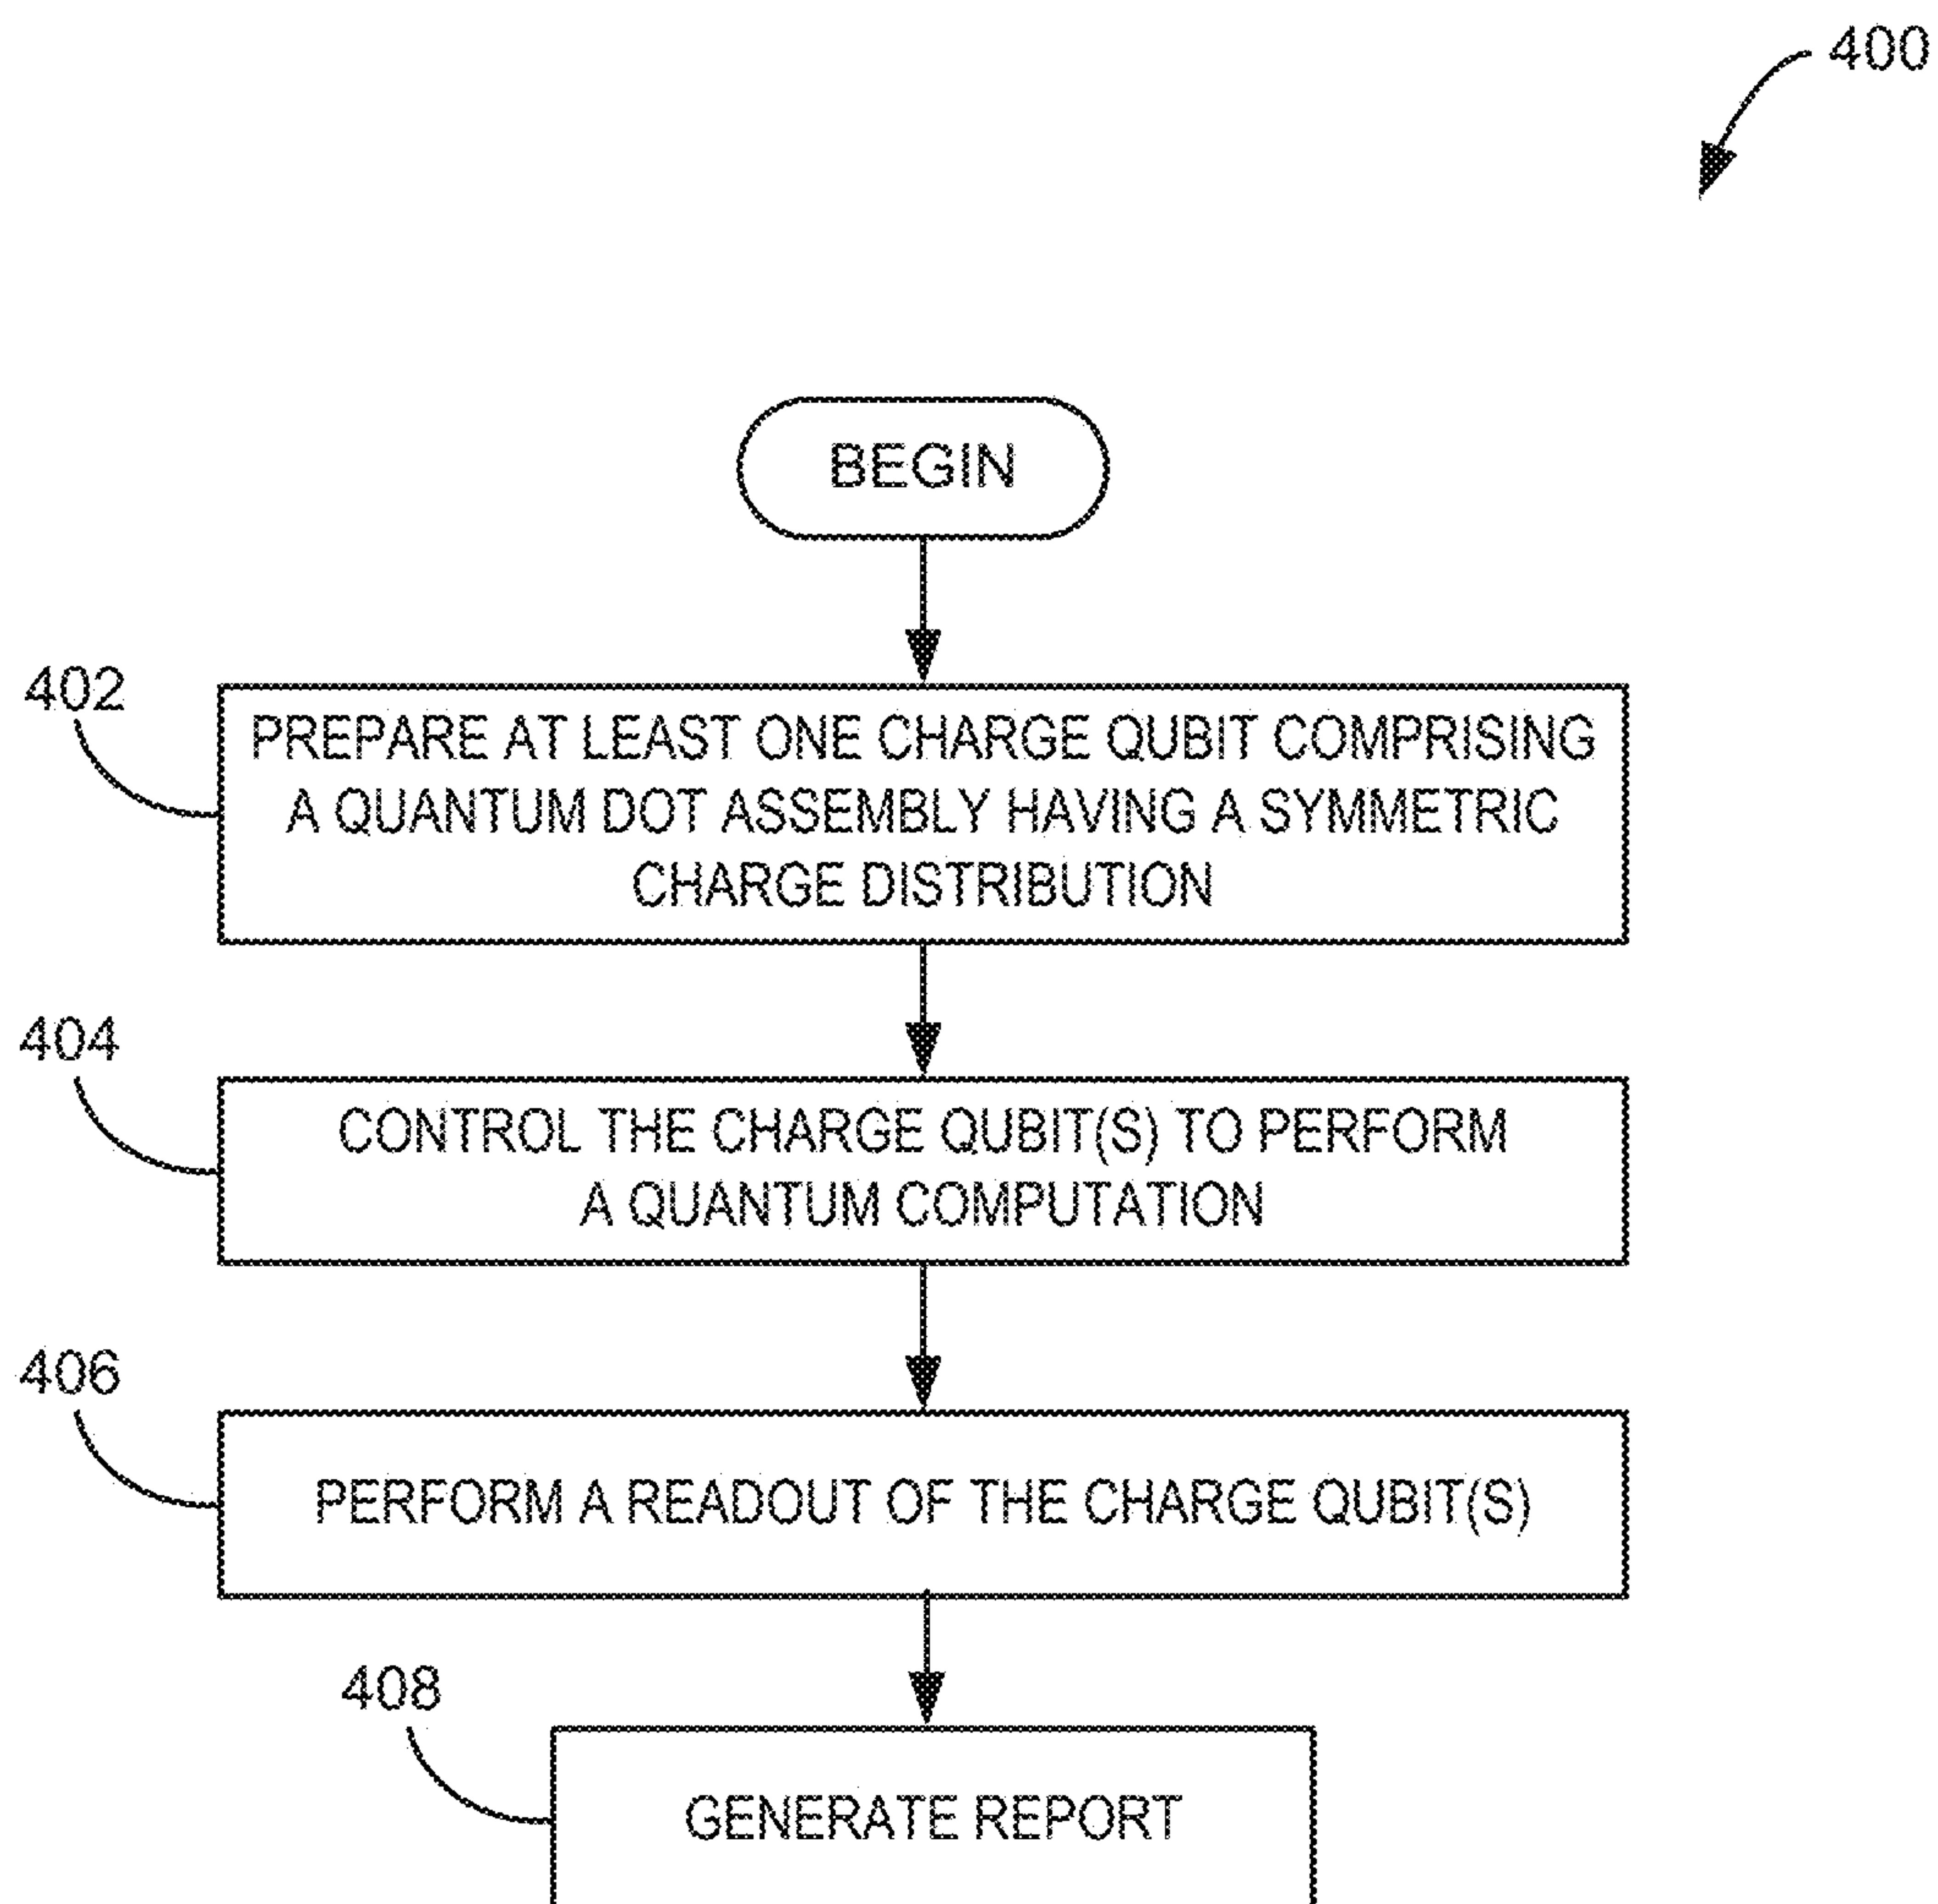 400
BEGIN
402
PREPARE AT LEAST ONE CHARGE QUBIT COMPRISING
A QUANTUM DOT ASSEMBLY HAVING A SYMMETRIC
CHARGE DISTRIBUTION
404
CONTROL THE CHARGE QUBIT(S) TO PERFORM
A QUANTUM COMPUTATION
406
PERFORM A READOUT OF THE CHARGE QUBIT(S)
408
GENERATE REPORT